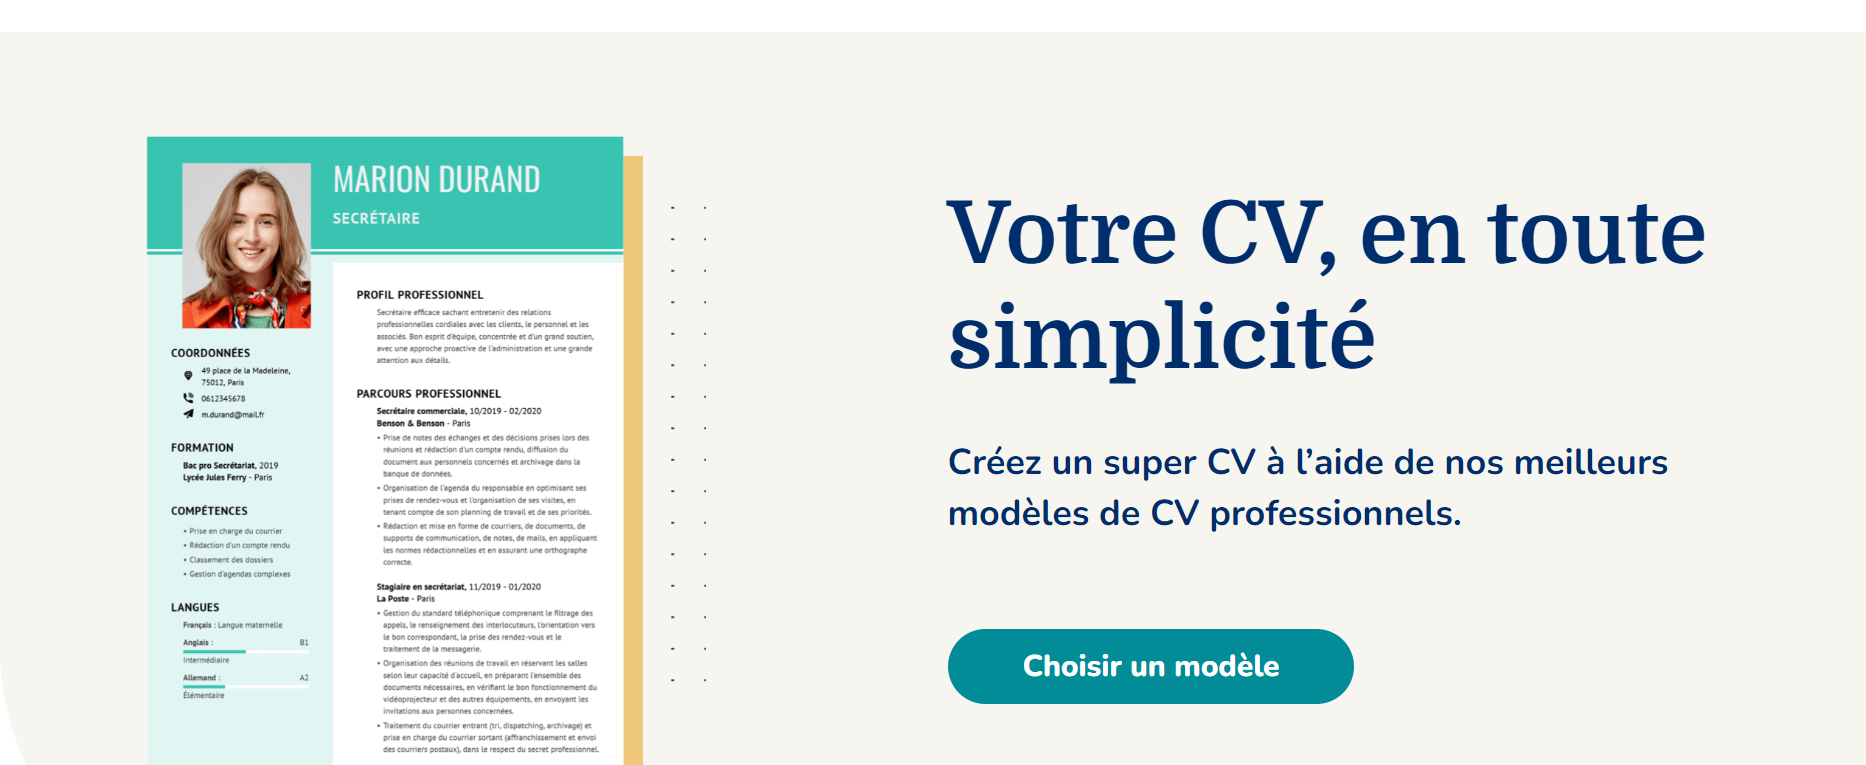 MARION DURAND
SECRÉTAIRE
COORDONNÉES
49 place de la Madeleine,
75012, Paris
0612345678
m.durand@mail.fr
FORMATION
Bac pro Secrétariat, 2019
Lycée Jules Ferry - Paris
COMPÉTENCES
• Prise en charge du courrier
• Rédaction d'un compte rendu
• Classement des dossiers
• Gestion d'agendas complexes
LANGUES
Français : Langue maternelle
Anglais : B1
Intermédiaire
Allemand : A2
Élémentaire
PROFIL PROFESSIONNEL
Secrétaire efficace sachant entretenir des relations
professionnelles cordiales avec les clients, le personnel et les
associés. Bon esprit d'équipe, concentrée et d'un grand soutien,
avec une approche proactive de l'administration et une grande
attention aux détails.
PARCOURS PROFESSIONNEL
Secrétaire commerciale, 10/2019 - 02/2020
Benson & Benson - Paris
• Prise de notes des échanges et des décisions prises lors des
réunions et rédaction d'un compte rendu, diffusion du
document aux personnels concernés et archivage dans la
banque de données.
• Organisation de l'agenda du responsable en optimisant ses
prises de rendez-vous et l'organisation de ses visites, en
tenant compte de son planning de travail et de ses priorités.
• Rédaction et mise en forme de courriers, de documents, de
supports de communication, de notes, de mails, en appliquant
les normes rédactionnelles et en assurant une orthographe
correcte.
Stagiaire en secrétariat, 11/2019 - 01/2020
La Poste - Paris
• Gestion du standard téléphonique comprenant le filtrage des
appels, le renseignement des interlocuteurs, l'orientation vers
le bon correspondant, la prise des rendez-vous et le
traitement de la messagerie.
• Organisation des réunions de travail en réservant les salles
selon leur capacité d'accueil, en préparant l'ensemble des
documents nécessaires, en vérifiant le bon fonctionnement du
vidéoprojecteur et des autres équipements, en envoyant les
invitations aux personnes concernées.
• Traitement du courrier entrant (tri, dispatching, archivage) et
prise en charge du courrier sortant (affranchissement et envoi
des courriers postaux), dans le respect du secret professionnel.
Votre CV, en toute
simplicité
Créez un super CV à l’aide de nos meilleurs
modèles de CV professionnels.
Choisir un modèle